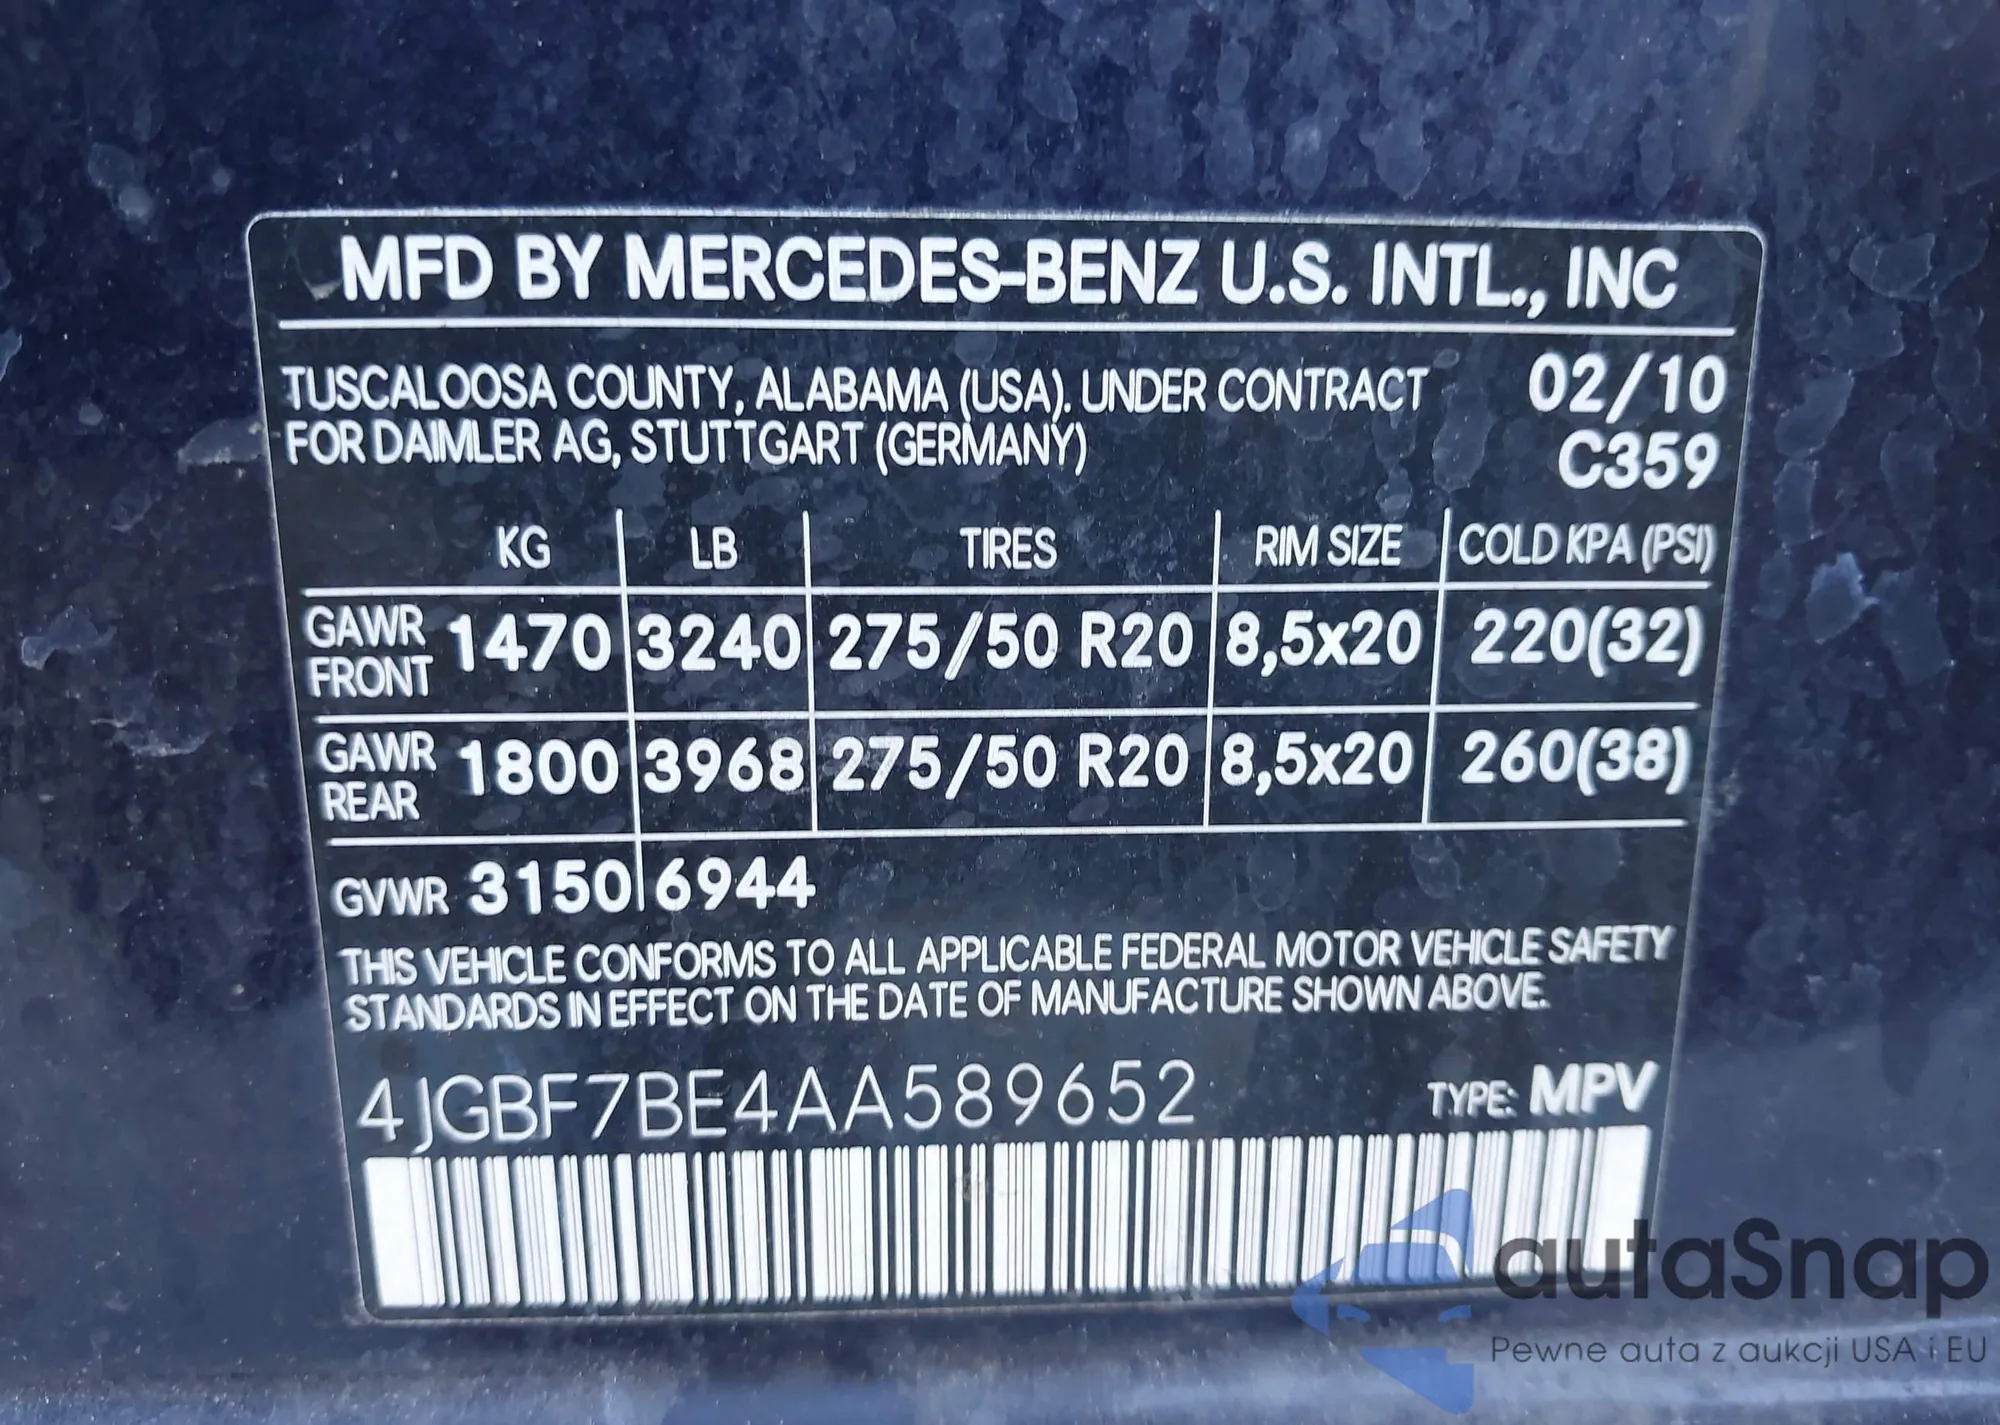 MFD BY MERCEDES-BENZ U.S. INTL., INC
TUSCALOOSA COUNTY, ALABAMA (USA). UNDER CONTRACT 02/10
FOR DAIMLER AG, STUTTGART (GERMANY) C359
KG LB TIRES RIM SIZE COLD KPA (PSI)
GAWR FRONT 1470 3240 275/50 R20 8,5x20 220(32)
GAWR REAR 1800 3968 275/50 R20 8,5x20 260(38)
GVWR 3150 6944
THIS VEHICLE CONFORMS TO ALL APPLICABLE FEDERAL MOTOR VEHICLE SAFETY
STANDARDS IN EFFECT ON THE DATE OF MANUFACTURE SHOWN ABOVE.
4JGBF7BE4AA589652 TYPE: MPV
autaSnap
Pewne auta z aukcji USA i EU